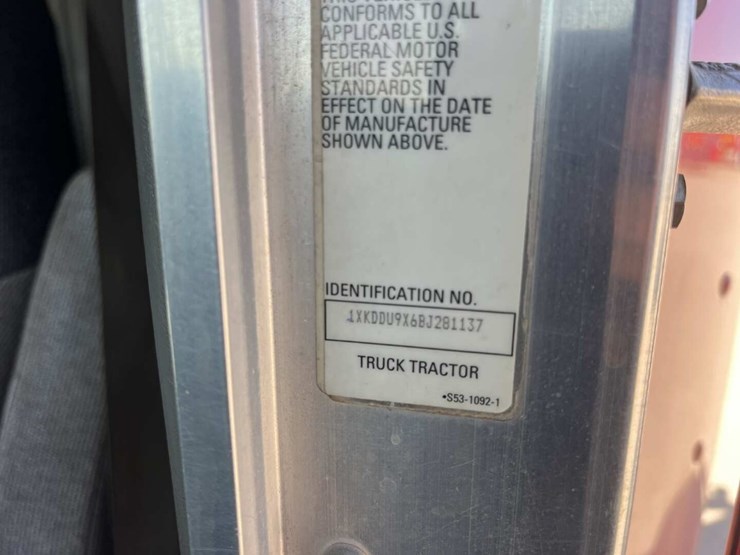 CONFORMS TO ALL
APPLICABLE U.S.
FEDERAL MOTOR
VEHICLE SAFETY
STANDARDS IN
EFFECT ON THE DATE
OF MANUFACTURE
SHOWN ABOVE.
IDENTIFICATION NO.
1XKDDU9X6BJ281137
TRUCK TRACTOR
•S53-1092-1